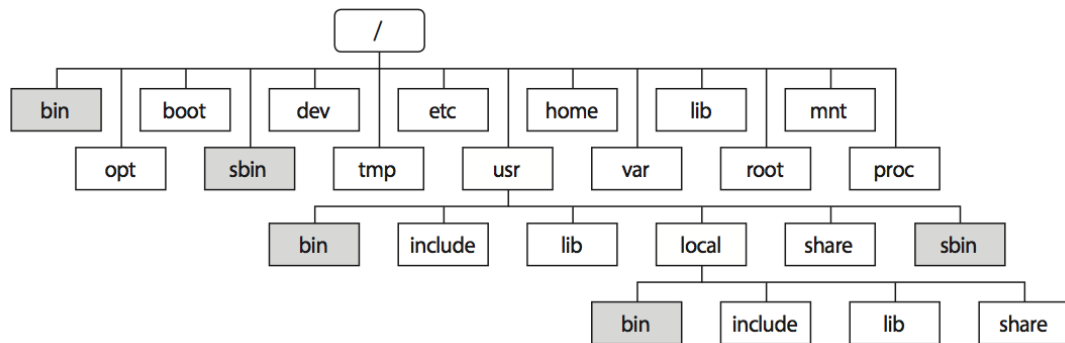 /
bin boot dev etc home lib mnt
opt sbin tmp usr var root proc
bin include lib local share sbin
bin include lib share